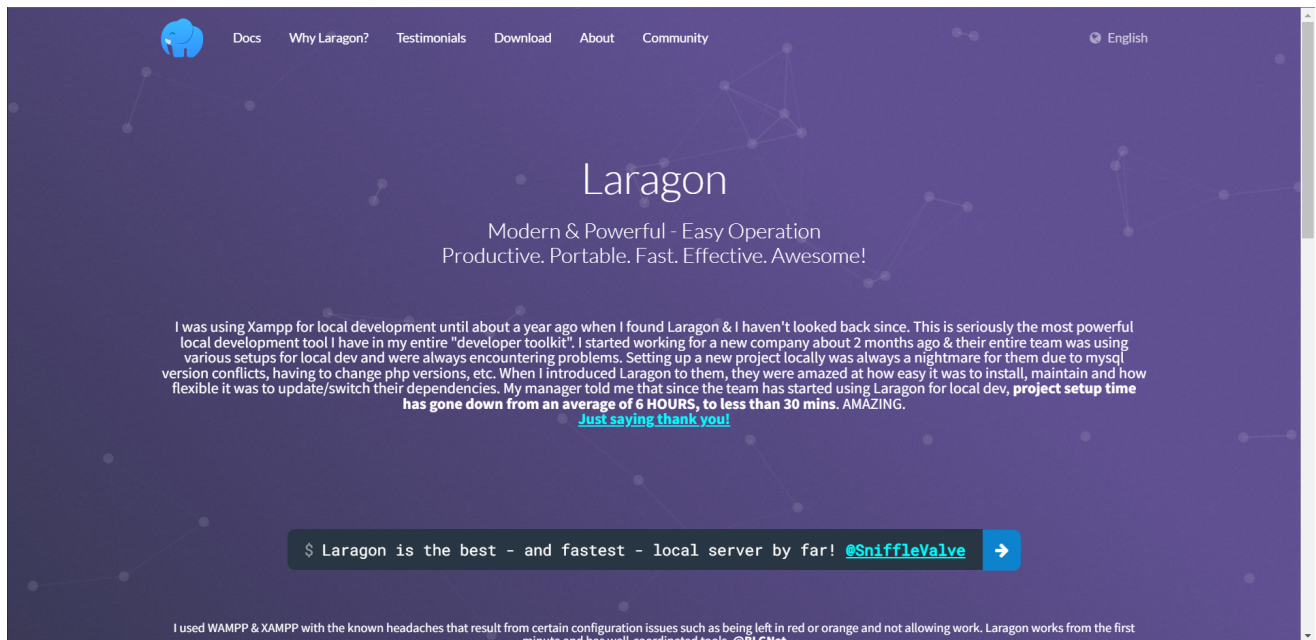 Docs Why Laragon? Testimonials Download About Community English
Laragon
Modern & Powerful - Easy Operation
Productive. Portable. Fast. Effective. Awesome!
I was using Xampp for local development until about a year ago when I found Laragon & I haven't looked back since. This is seriously the most powerful
local development tool I have in my entire "developer toolkit". I started working for a new company about 2 months ago & their entire team was using
various setups for local dev and were always encountering problems. Setting up a new project locally was always a nightmare for them due to mysql
version conflicts, having to change php versions, etc. When I introduced Laragon to them, they were amazed at how easy it was to install, maintain and how
flexible it was to update/switch their dependencies. My manager told me that since the team has started using Laragon for local dev, project setup time
has gone down from an average of 6 HOURS, to less than 30 mins. AMAZING.
Just saying thank you!
$ Laragon is the best - and fastest - local server by far! @SniffleValve
I used WAMPP & XAMPP with the known headaches that result from certain configuration issues such as being left in red or orange and not allowing work. Laragon works from the first
minute and has well-coordinated tools. @BLGNet